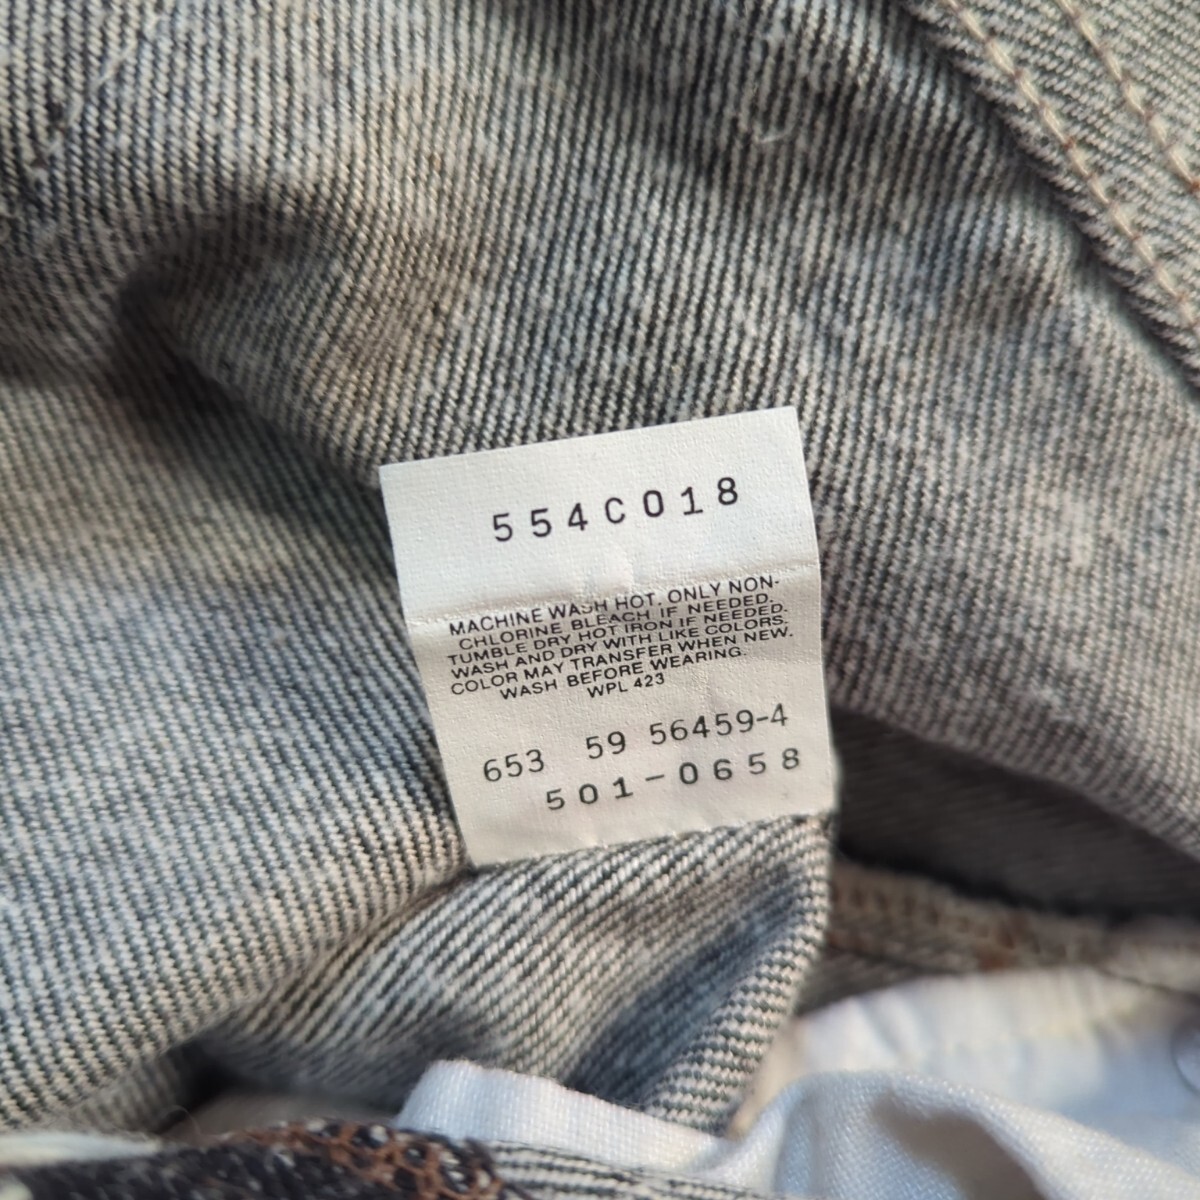 554C018
MACHINE WASH HOT. ONLY NON-
CHLORINE BLEACH IF NEEDED.
TUMBLE DRY HOT IRON IF NEEDED.
WASH AND DRY WITH LIKE COLORS.
COLOR MAY TRANSFER WHEN NEW.
WASH BEFORE WEARING.
WPL 423
653 59 56459-4
501-0658